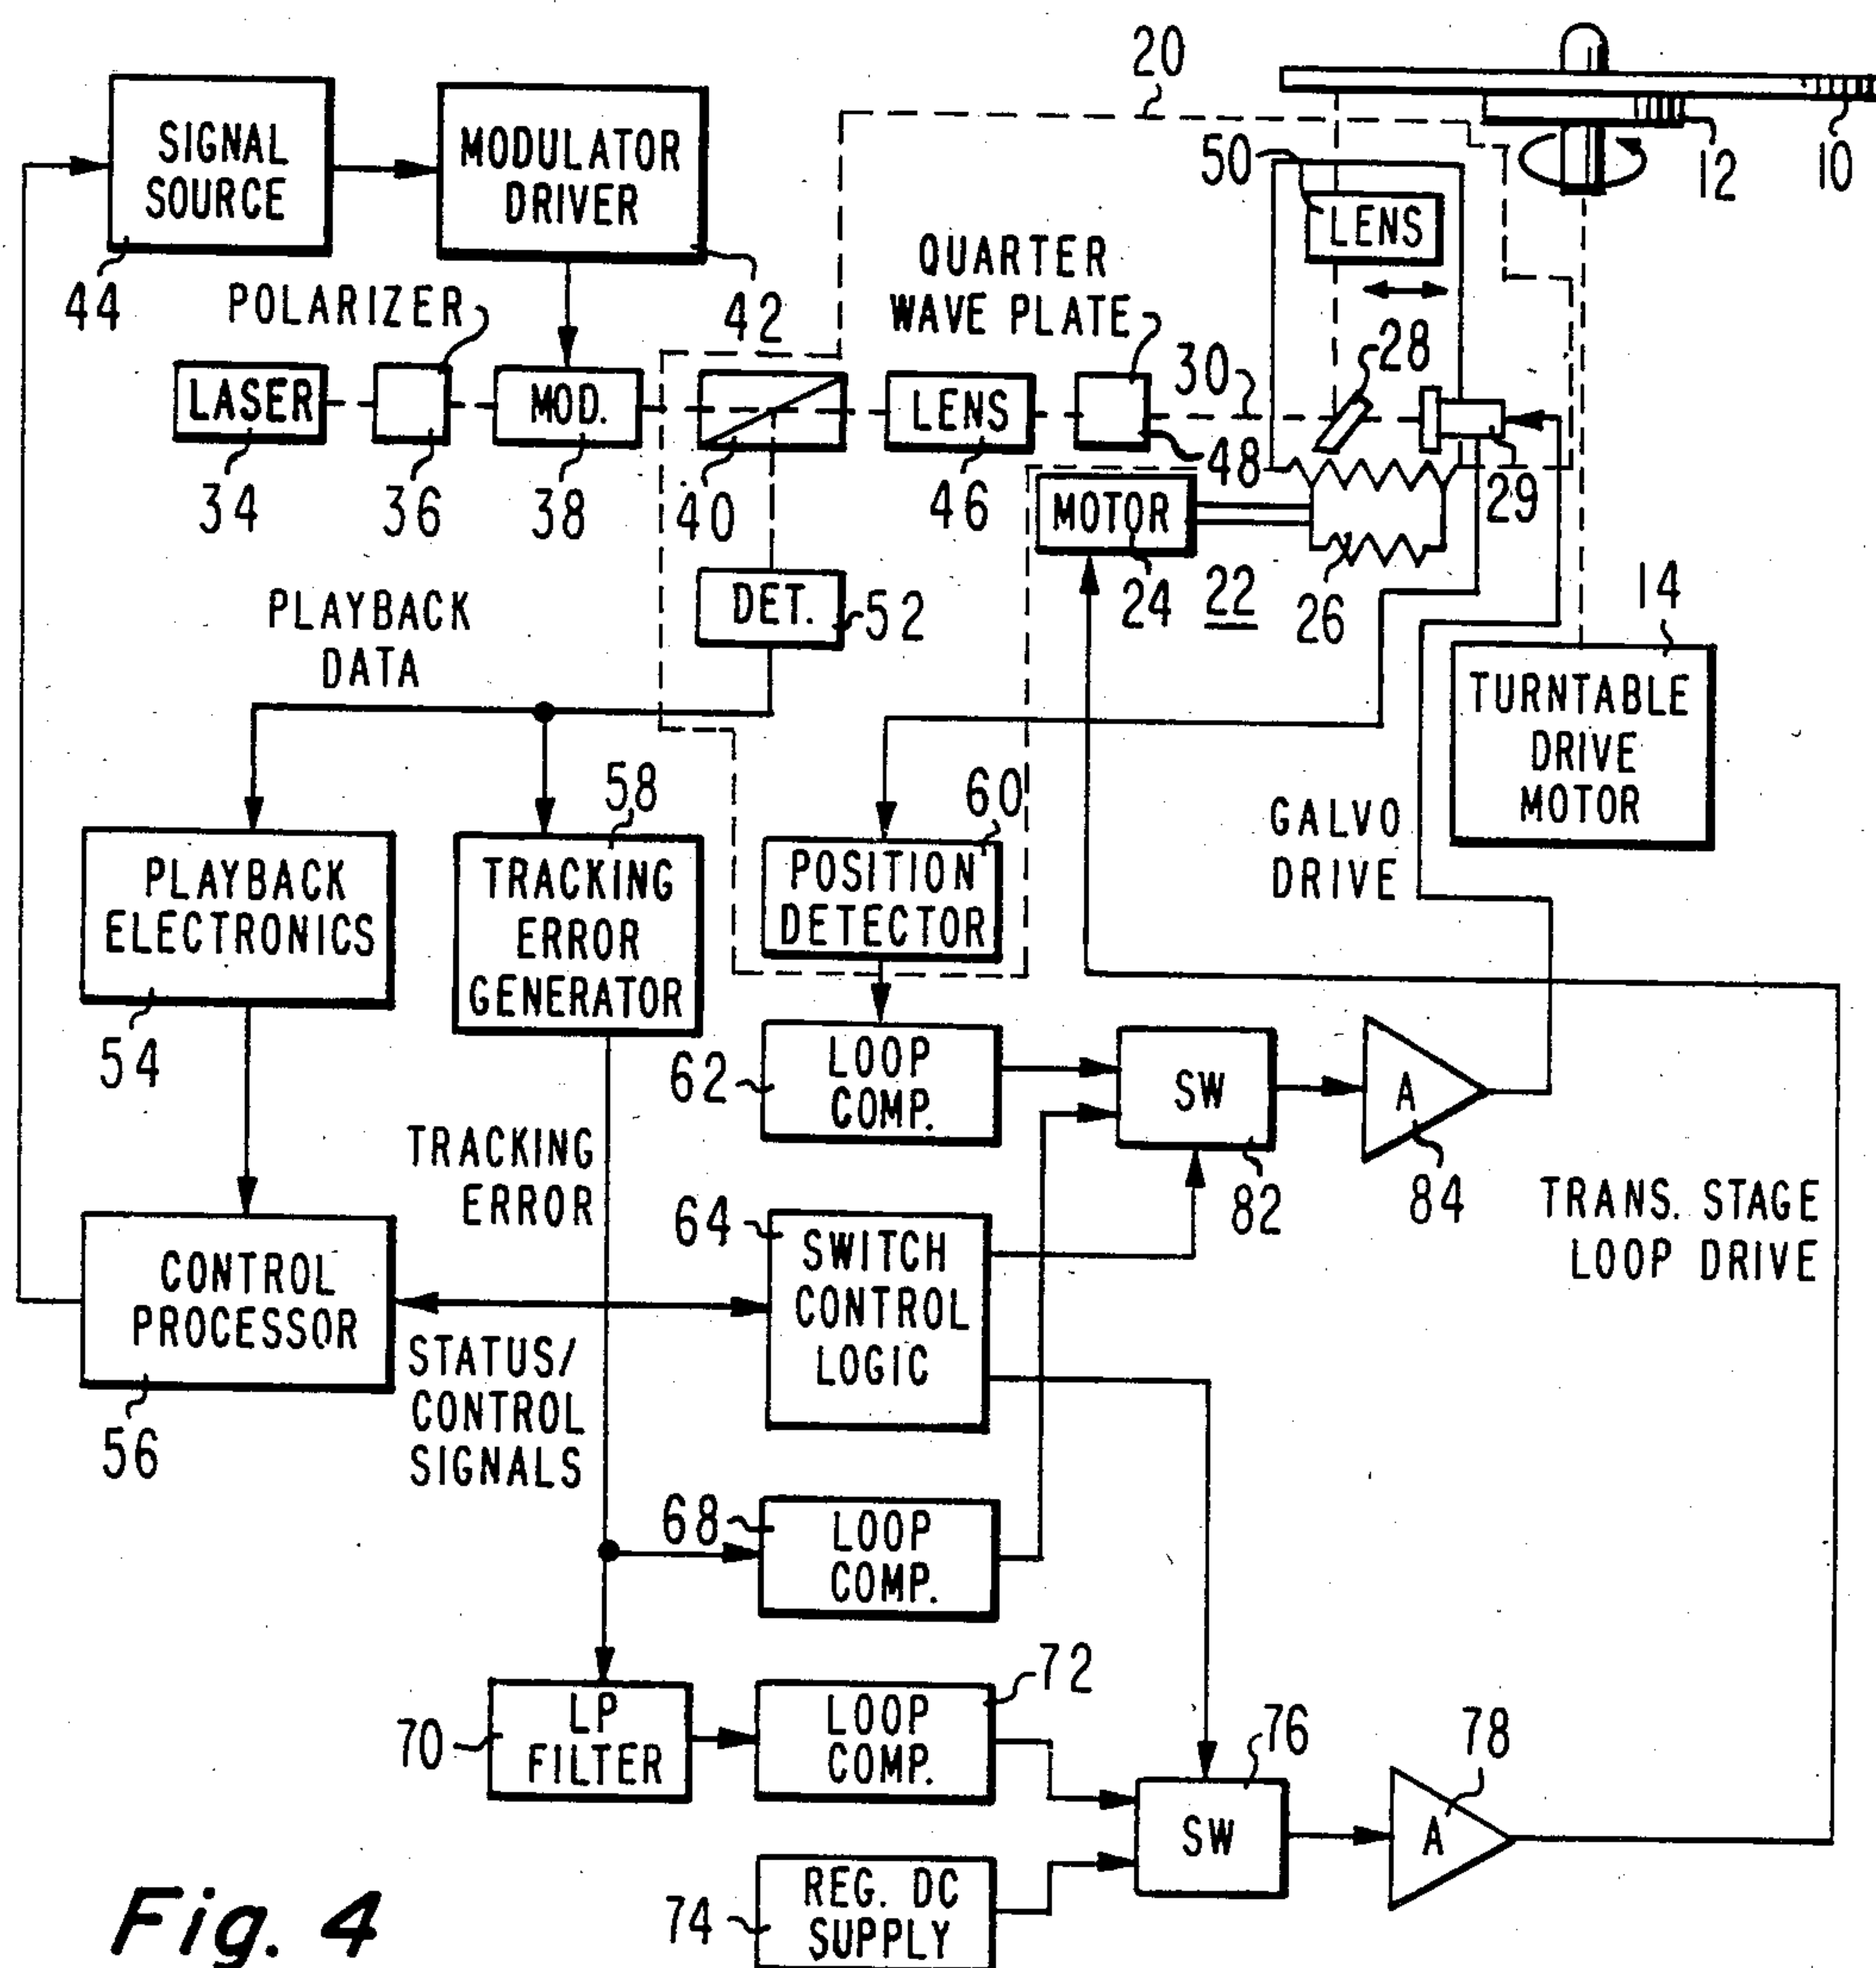 20
SIGNAL
SOURCE
MODULATOR
DRIVER
50
12
10
LENS
44
POLARIZER
42
QUARTER
WAVE PLATE
30
28
LASER
MOD.
LENS
48
34
36
38
40
46
MOTOR
29
24
22
26
14
DET.
52
PLAYBACK
DATA
TURNTABLE
DRIVE
MOTOR
58
60
GALVO
DRIVE
PLAYBACK
ELECTRONICS
TRACKING
ERROR
GENERATOR
POSITION
DETECTOR
54
62
LOOP
COMP.
SW
A
82
84
TRACKING
ERROR
TRANS. STAGE
LOOP DRIVE
64
SWITCH
CONTROL
LOGIC
CONTROL
PROCESSOR
STATUS/
CONTROL
SIGNALS
56
68
LOOP
COMP.
72
70
LP
FILTER
LOOP
COMP.
76
78
SW
A
74
REG. DC
SUPPLY
Fig. 4